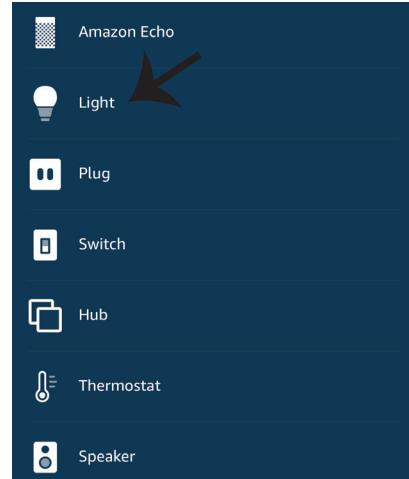 Amazon Echo
Light
Plug
Switch
Hub
Thermostat
Speaker